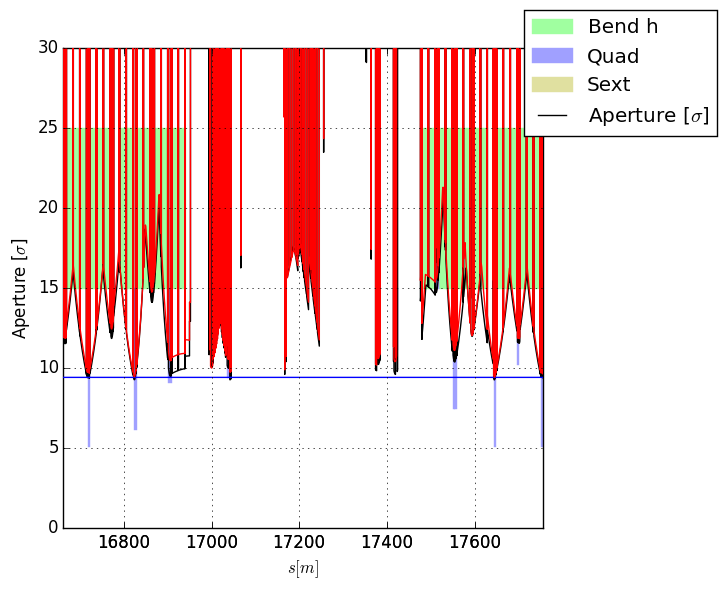 Bend h
Quad
Sext
Aperture [σ]
Aperture [σ]
30
25
20
15
10
5
0
16800 17000 17200 17400 17600
s[m]